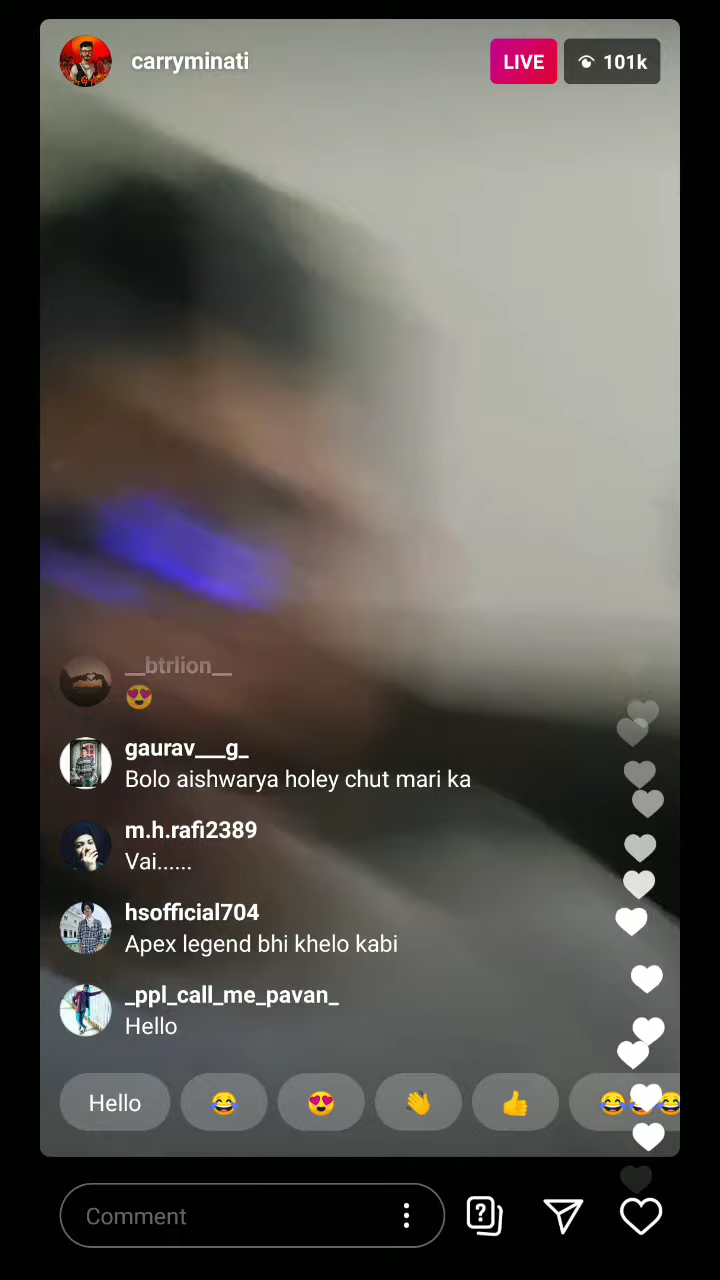 carryminati
LIVE 101k
__btrlion__
😍
gaurav___g_
Bolo aishwarya holey chut mari ka
m.h.rafi2389
Vai......
hsofficial704
Apex legend bhi khelo kabi
_ppl_call_me_pavan_
Hello
Hello 😂 😍 👋 👍 😂😂😂
Comment